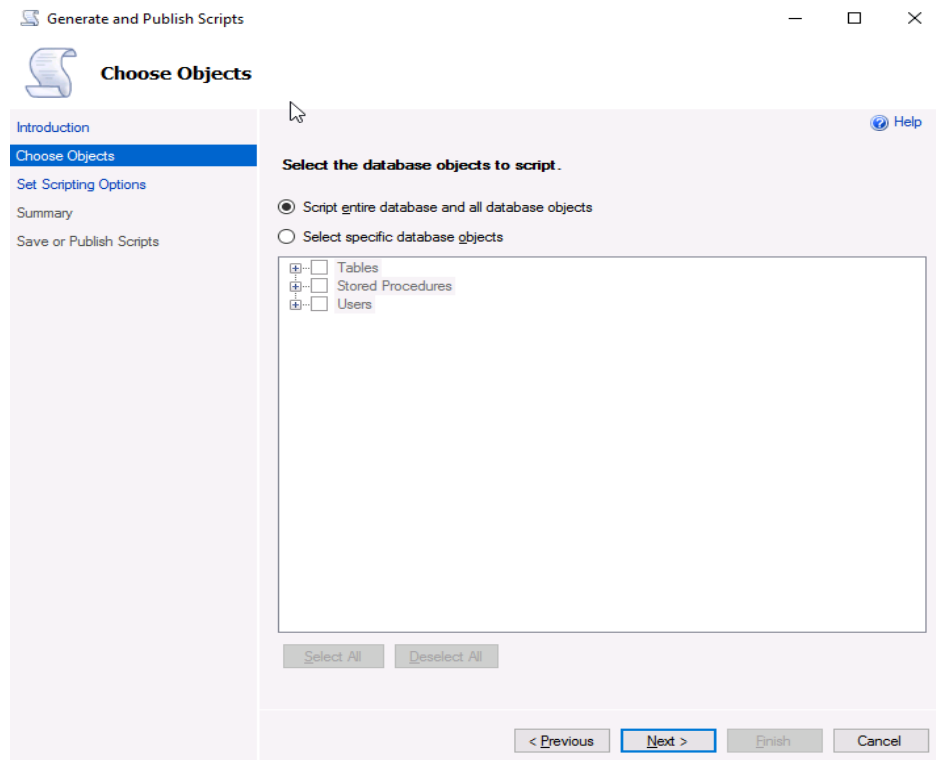 Generate and Publish Scripts
Choose Objects
Introduction
Choose Objects
Set Scripting Options
Summary
Save or Publish Scripts
Help
Select the database objects to script.
Script entire database and all database objects
Select specific database objects
Tables
Stored Procedures
Users
Select All
Deselect All
< Previous
Next >
Finish
Cancel